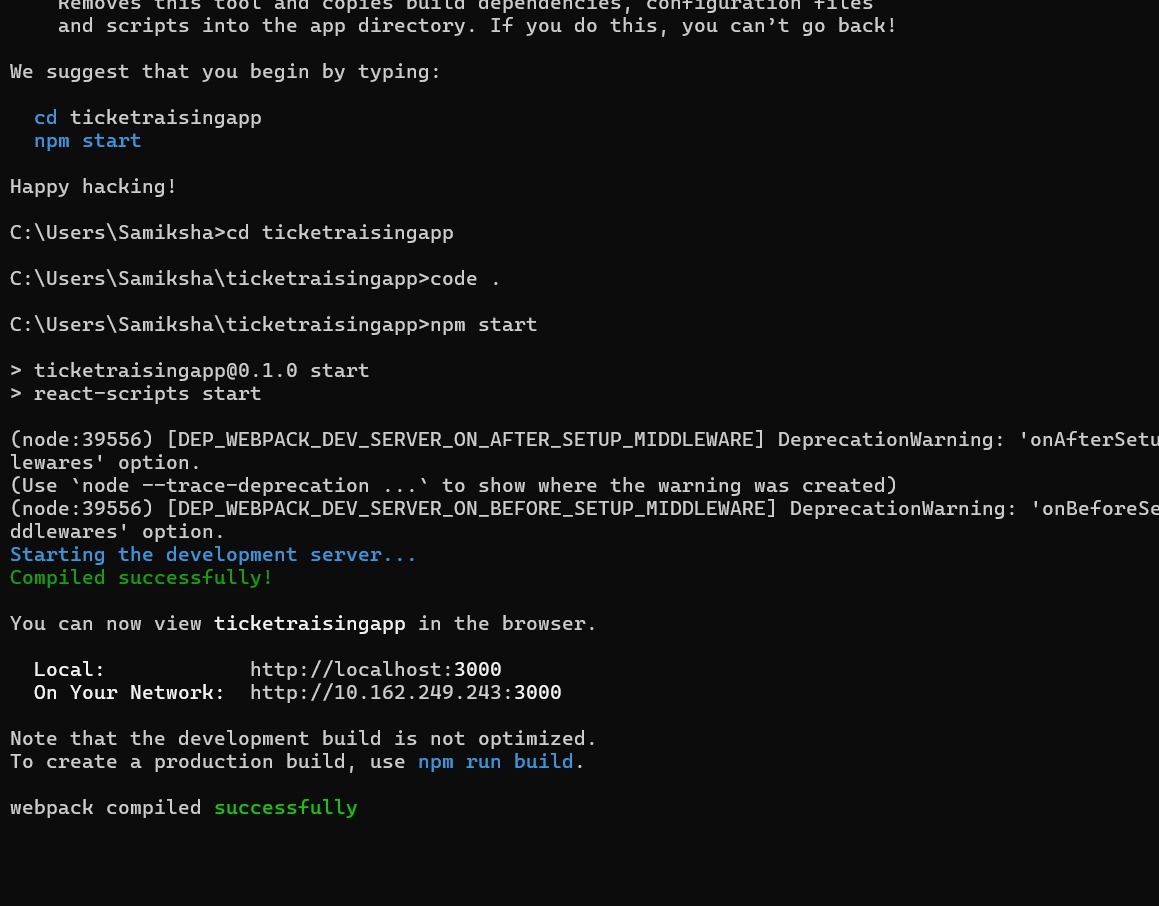 Removes this tool and copies build dependencies, configuration files
and scripts into the app directory. If you do this, you can’t go back!
We suggest that you begin by typing:
cd ticketraisingapp
npm start
Happy hacking!
C:\Users\Samiksha>cd ticketraisingapp
C:\Users\Samiksha\ticketraisingapp>code .
C:\Users\Samiksha\ticketraisingapp>npm start
> ticketraisingapp@0.1.0 start
> react-scripts start
(node:39556) [DEP_WEBPACK_DEV_SERVER_ON_AFTER_SETUP_MIDDLEWARE] DeprecationWarning: 'onAfterSetu
lewares' option.
(Use `node --trace-deprecation ...` to show where the warning was created)
(node:39556) [DEP_WEBPACK_DEV_SERVER_ON_BEFORE_SETUP_MIDDLEWARE] DeprecationWarning: 'onBeforeSe
ddlewares' option.
Starting the development server...
Compiled successfully!
You can now view ticketraisingapp in the browser.
Local: http://localhost:3000
On Your Network: http://10.162.249.243:3000
Note that the development build is not optimized.
To create a production build, use npm run build.
webpack compiled successfully